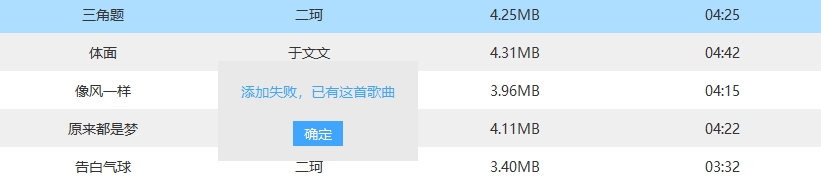 三角题 二珂 4.25MB 04:25
体面 于文文 4.31MB 04:42
添加失败，已有这首歌曲
像风一样 3.96MB 04:15
确定
原来都是梦 4.11MB 04:22
告白气球 二珂 3.40MB 03:32